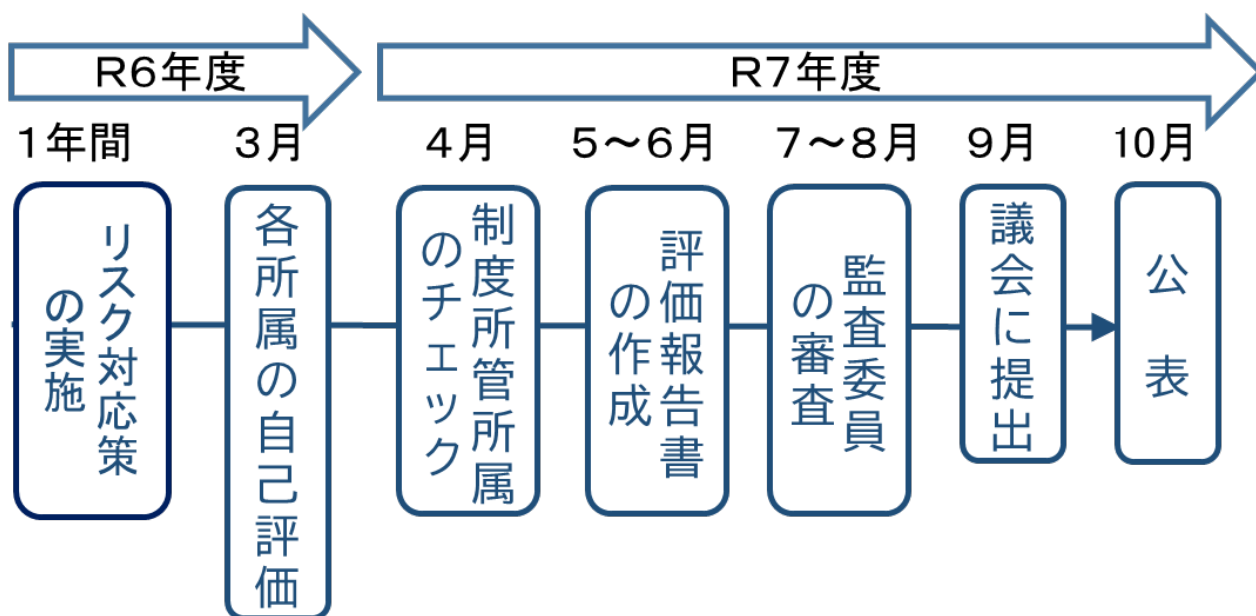 R6年度
R7年度
1年間
3月
4月
5～6月
7～8月
9月
10月
リスク対応策
の実施
各所属の自己評価
制度所管所属
のチェック
評価報告書
の作成
監査委員
の審査
議会に提出
公表